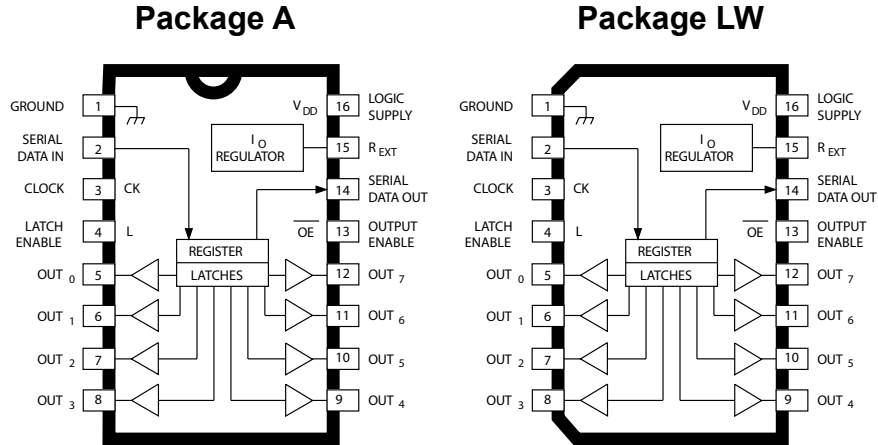 Package A
GROUND 1 V DD 16 LOGIC SUPPLY
SERIAL DATA IN 2 I O REGULATOR 15 R EXT
CLOCK 3 CK 14 SERIAL DATA OUT
LATCH ENABLE 4 L OE 13 OUTPUT ENABLE
REGISTER
OUT 0 5 LATCHES 12 OUT 7
OUT 1 6 11 OUT 6
OUT 2 7 10 OUT 5
OUT 3 8 9 OUT 4
Package LW
GROUND 1 V DD 16 LOGIC SUPPLY
SERIAL DATA IN 2 I O REGULATOR 15 R EXT
CLOCK 3 CK 14 SERIAL DATA OUT
LATCH ENABLE 4 L OE 13 OUTPUT ENABLE
REGISTER
OUT 0 5 LATCHES 12 OUT 7
OUT 1 6 11 OUT 6
OUT 2 7 10 OUT 5
OUT 3 8 9 OUT 4